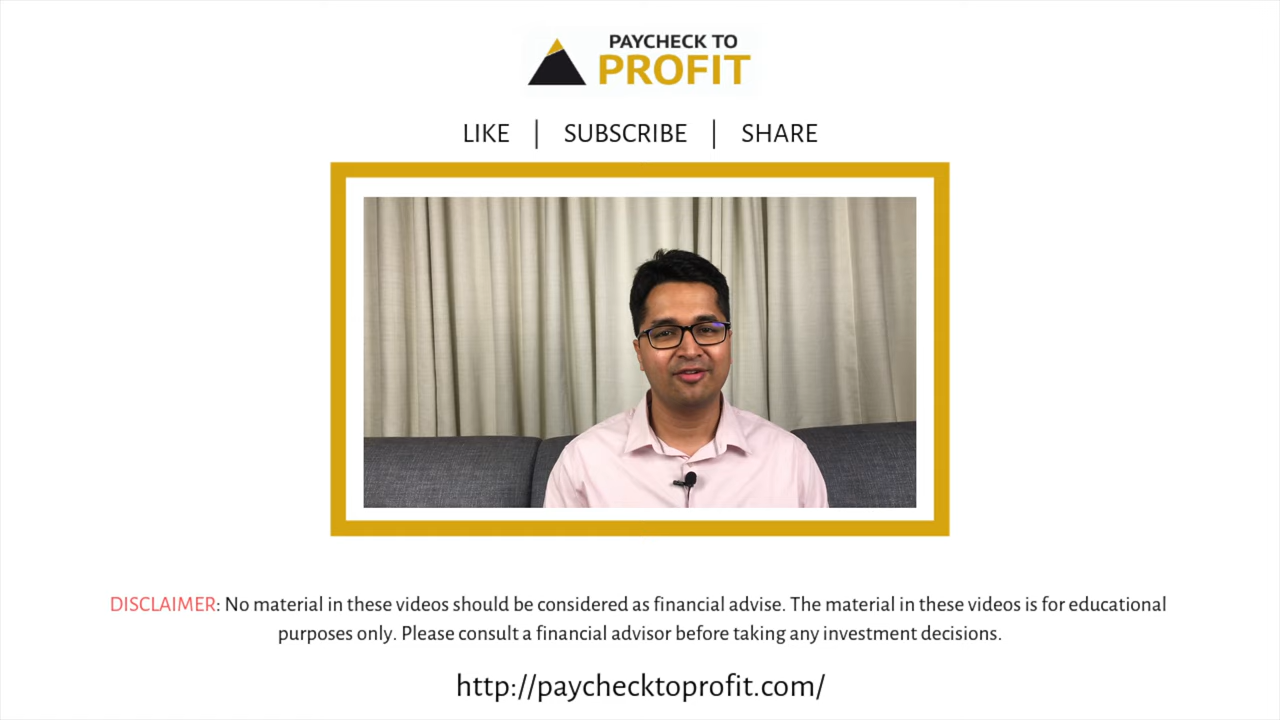 PAYCHECK TO
PROFIT
LIKE | SUBSCRIBE | SHARE
DISCLAIMER: No material in these videos should be considered as financial advise. The material in these videos is for educational
purposes only. Please consult a financial advisor before taking any investment decisions.
http://paychecktoprofit.com/